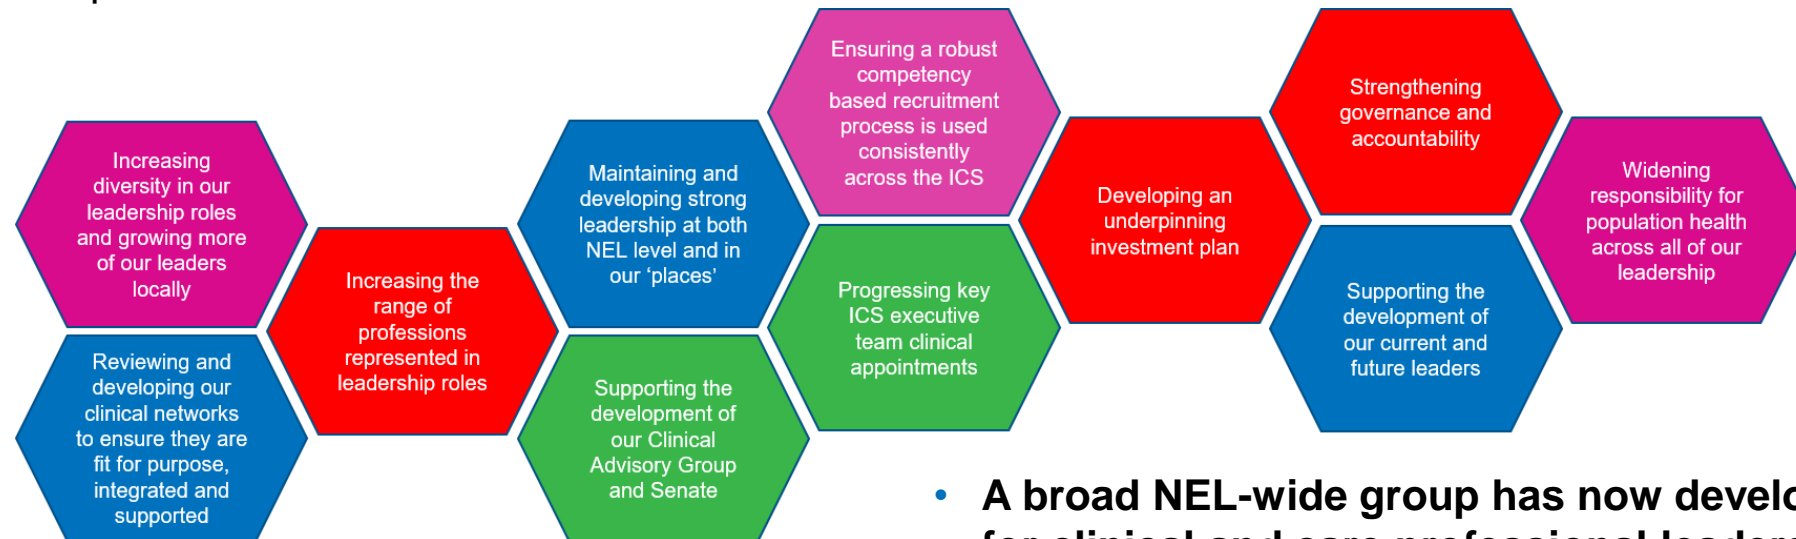 Increasing
diversity in our
leadership roles
and growing more
of our leaders
locally
Reviewing and
developing our
clinical networks
to ensure they are
fit for purpose,
integrated and
supported
Increasing the
range of
professions
represented in
leadership roles
Maintaining and
developing strong
leadership at both
NEL level and in
our ‘places’
Supporting the
development of
our Clinical
Advisory Group
and Senate
Ensuring a robust
competency
based recruitment
process is used
consistently
across the ICS
Progressing key
ICS executive
team clinical
appointments
Developing an
underpinning
investment plan
Strengthening
governance and
accountability
Supporting the
development of
our current and
future leaders
Widening
responsibility for
population health
across all of our
leadership
• A broad NEL-wide group has now develo
for clinical and care professional leaders